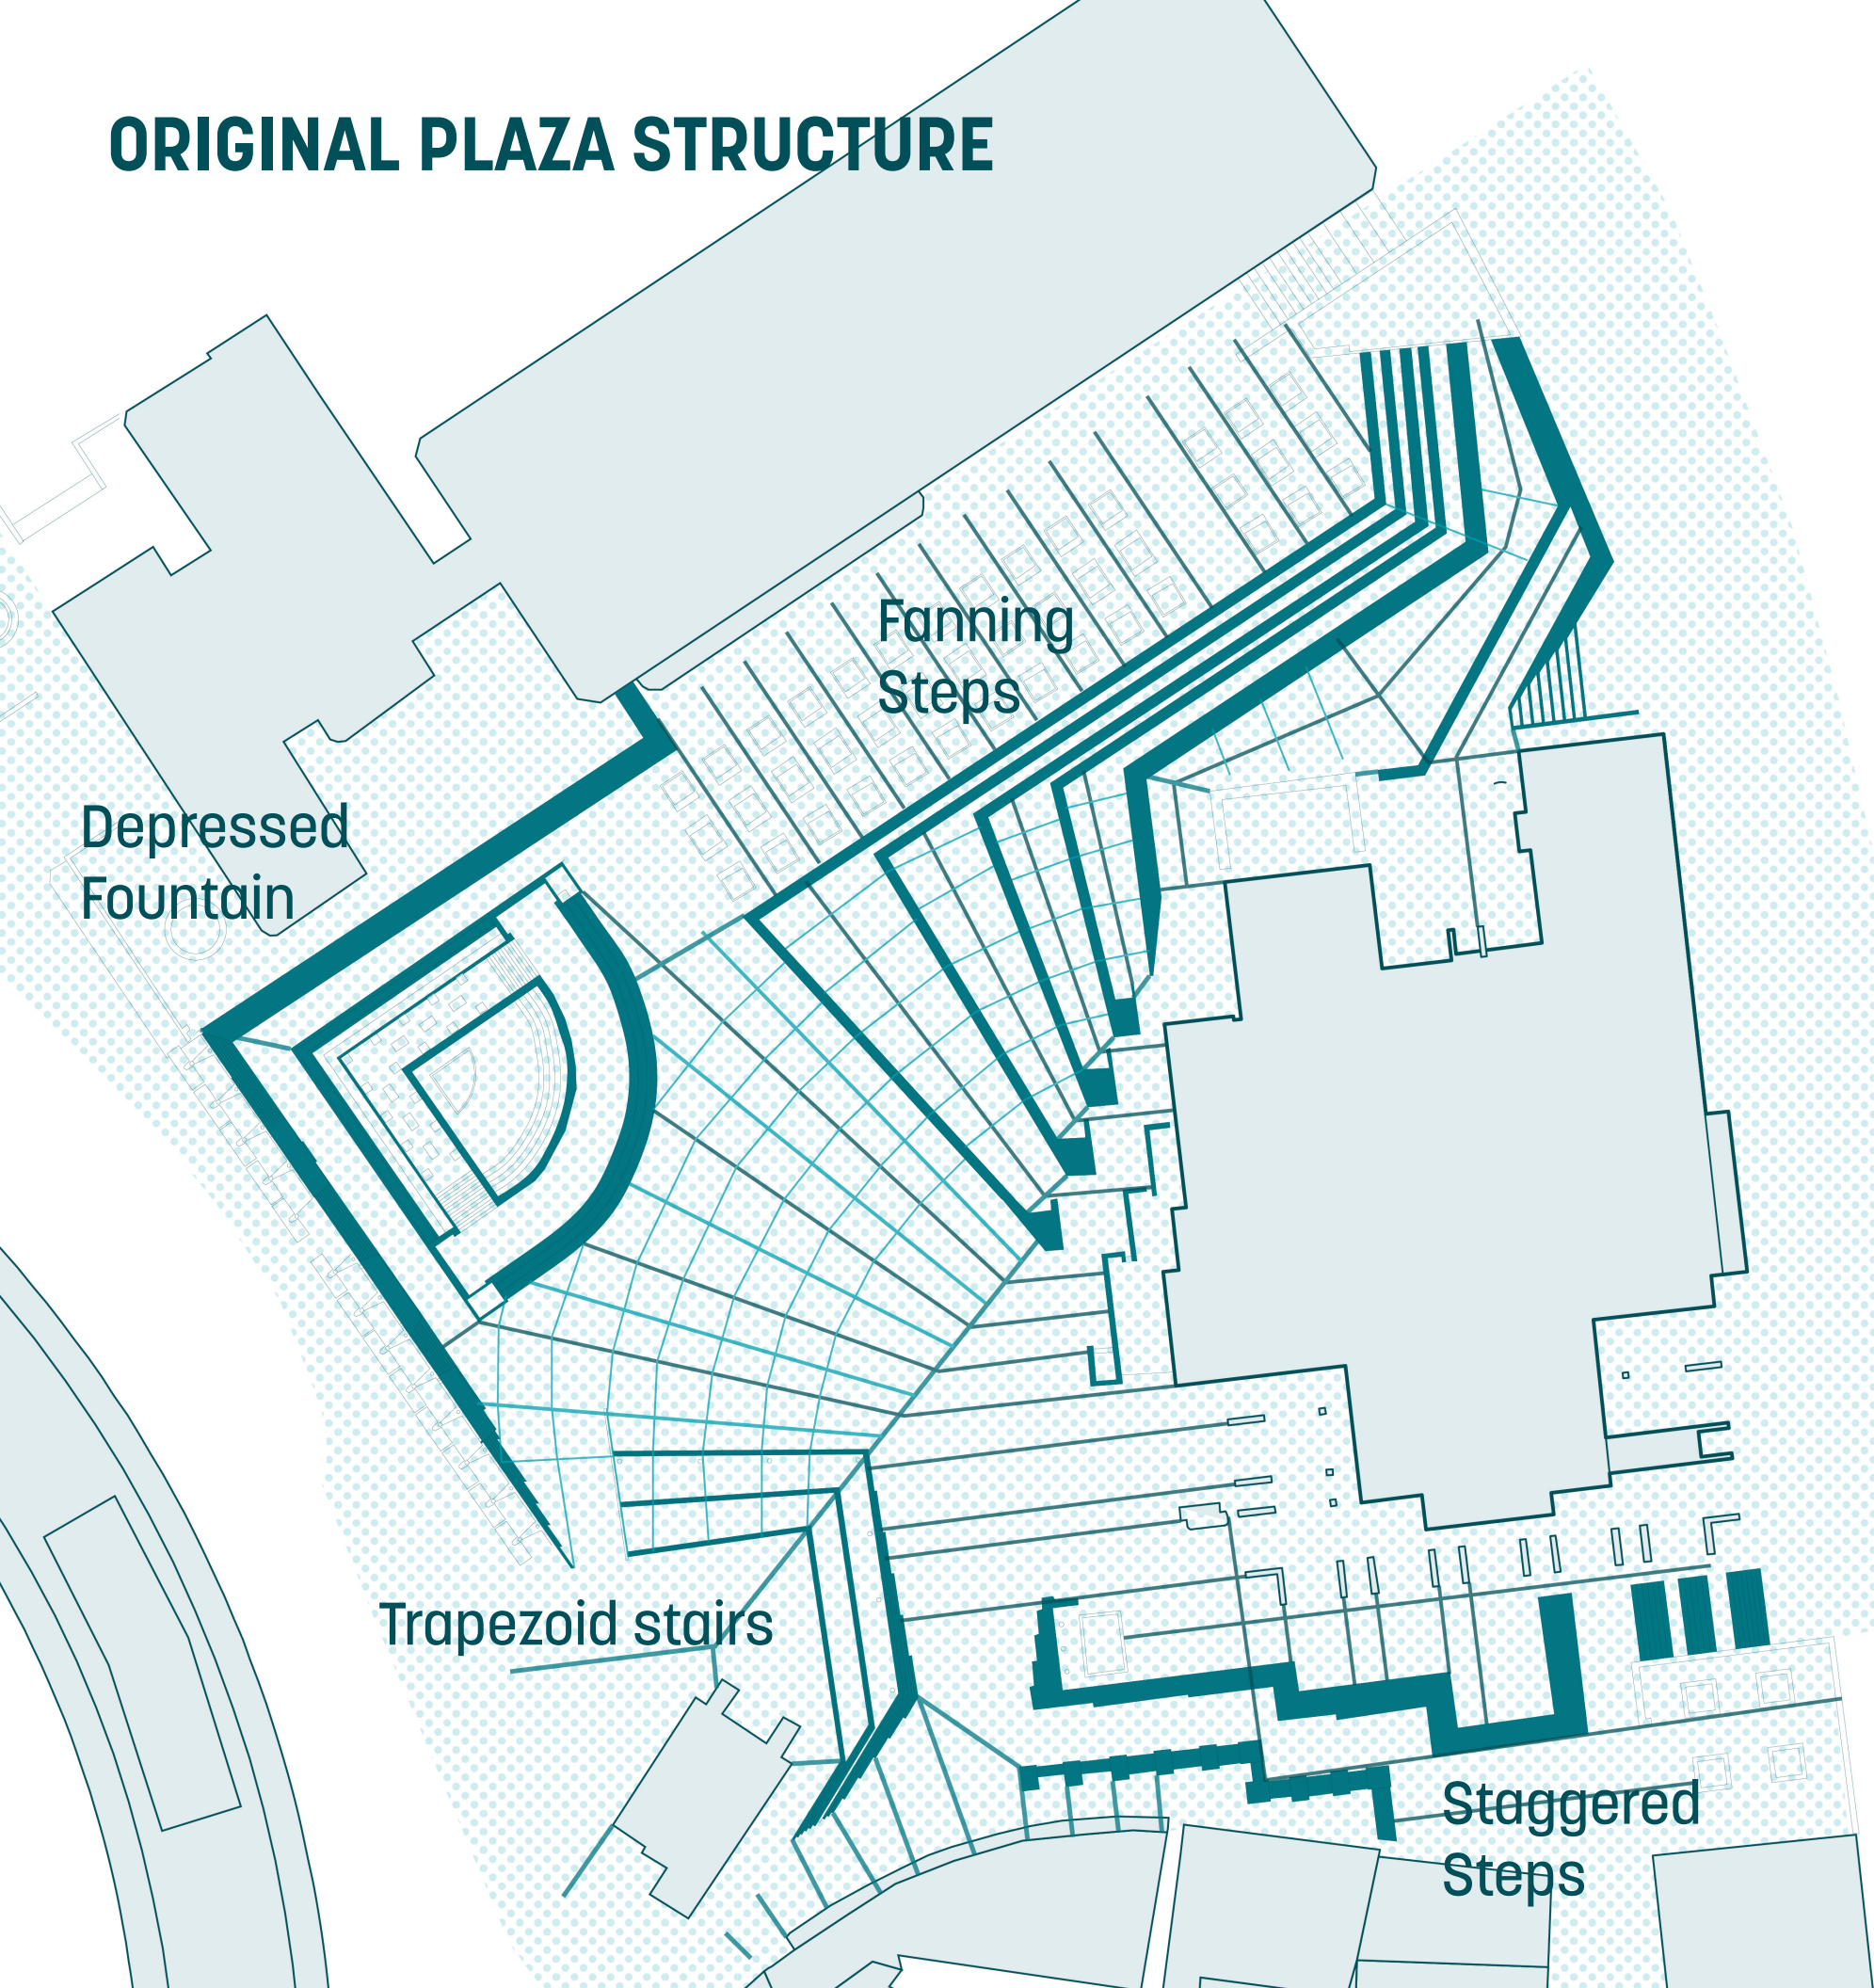 ORIGINAL PLAZA STRUCTURE
Fanning
Steps
Depressed
Fountain
Trapezoid stairs
Staggered
Steps